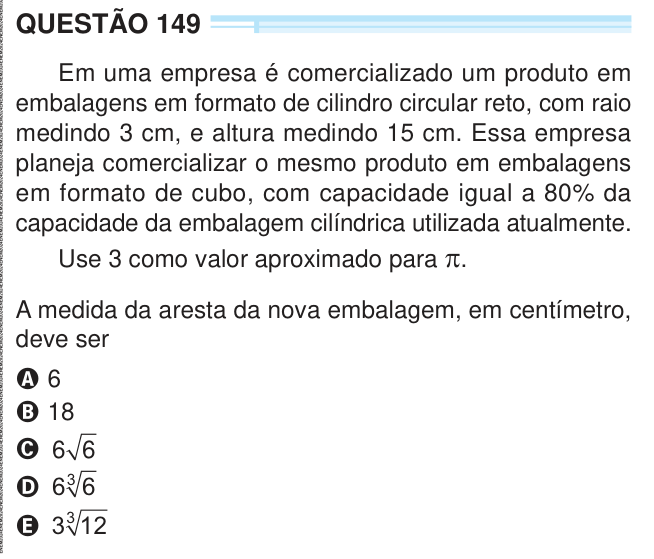 QUESTÃO 149
Em uma empresa é comercializado um produto em
embalagens em formato de cilindro circular reto, com raio
medindo 3 cm, e altura medindo 15 cm. Essa empresa
planeja comercializar o mesmo produto em embalagens
em formato de cubo, com capacidade igual a 80% da
capacidade da embalagem cilíndrica utilizada atualmente.
Use 3 como valor aproximado para π.
A medida da aresta da nova embalagem, em centímetro,
deve ser
A 6
B 18
C 6√6
D 6∛6
E 3∛12